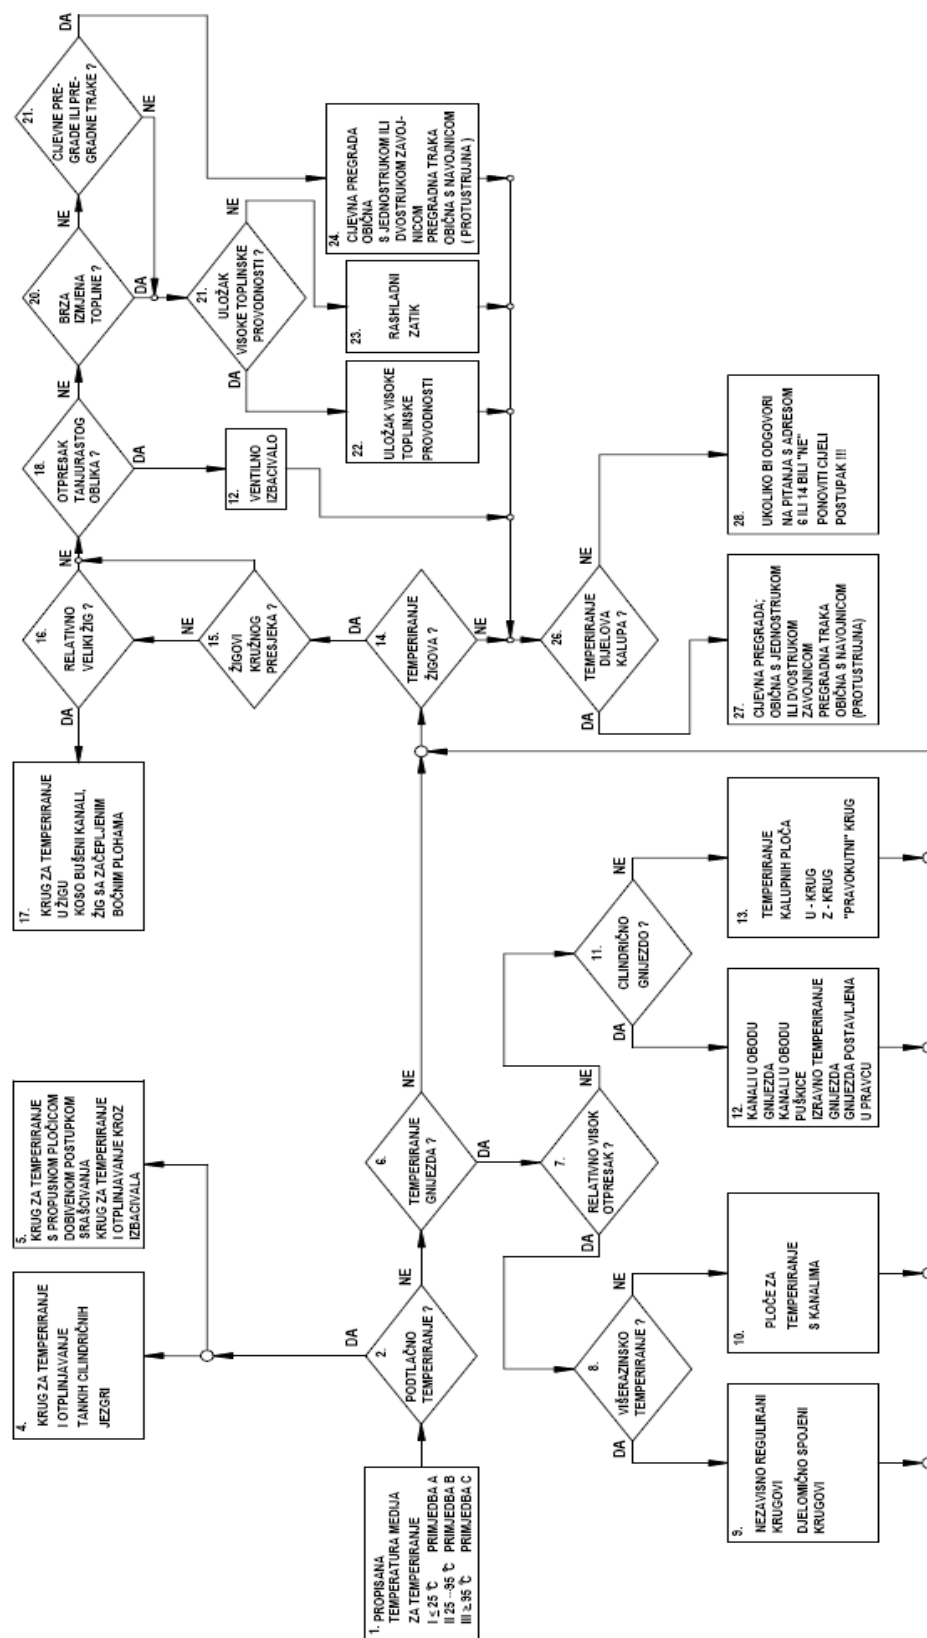 1. PROPISANA
TEMPERATURA MEDIJA
ZA TEMPERIRANJE
I ≤ 25 °C PRIMJEDBA A
II 25 –95 °C PRIMJEDBA B
III ≥ 95 °C PRIMJEDBA C
2.
PODTLAČNO
TEMPERIRANJE ?
DA
NE
4.
KRUG ZA TEMPERIRANJE
I OTPLINJAVANJE
TANKIH CILINDRIČNIH
JEZGRI
5.
KRUG ZA TEMPERIRANJE
S PROPUSNOM PLOČICOM
DOBIVENOM POSTUPKOM
SRAŠĆIVANJA
KRUG ZA TEMPERIRANJE
I OTPLINJAVANJE KROZ
IZBACIVALA
6.
TEMPERIRANJE
GNIJEZDA ?
NE
DA
7.
RELATIVNO VISOK
OTPRESAK ?
DA
NE
8.
VIŠERAZINSKO
TEMPERIRANJE ?
DA
NE
9.
NEZAVISNO REGULIRANI
KRUGOVI
DJELOMIČNO SPOJENI
KRUGOVI
10.
PLOČE ZA
TEMPERIRANJE
S KANALIMA
11.
CILINDRIČNO
GNIJEZDO ?
DA
NE
12.
KANALI U OBODU
GNIJEZDA
KANALI U OBODU
PUŠKICE
IZRAVNO TEMPERIRANJE
GNIJEZDA
GNIJEZDA POSTAVLJENA
U PRAVCU
13.
TEMPERIRANJE
KALUPNIH PLOČA
U - KRUG
Z - KRUG
"PRAVOKUTNI" KRUG
14.
TEMPERIRANJE
ŽIGOVA ?
DA
NE
15.
ŽIGOVI
KRUŽNOG
PRESJEKA ?
NE
16.
RELATIVNO
VELIKI ŽIG ?
DA
NE
17.
KRUG ZA TEMPERIRANJE
U ŽIGU
KOSO BUŠENI KANALI,
ŽIG SA ZAČEPLJENIM
BOČNIM PLOHAMA
18.
OTPRESAK
TANJURASTOG
OBLIKA ?
NE
DA
12.
VENTILNO
IZBACIVALO
20.
BRZA
IZMJENA
TOPLINE ?
NE
DA
21.
CIJEVNE PRE-
GRADE ILI PRE-
GRADNE TRAKE ?
DA
NE
21.
ULOŽAK
VISOKE TOPLINSKE
PROVODNOSTI ?
DA
NE
22.
ULOŽAK VISOKE
TOPLINSKE
PROVODNOSTI
23.
RASHLADNI
ZATIK
24.
CIJEVNA PREGRADA
OBIČNA
S JEDNOSTRUKOM ILI
DVOSTRUKOM ZAVOJ-
NICOM
PREGRADNA TRAKA
OBIČNA S NAVOJNICOM
( PROTUSTRUJNA )
26.
TEMPERIRANJE
DIJELOVA
KALUPA ?
DA
NE
27.
CIJEVNA PREGRADA;
OBIČNA S JEDNOSTRUKOM
ILI DVOSTRUKOM
ZAVOJNICOM
PREGRADNA TRAKA
OBIČNA S NAVOJNICOM
(PROTUSTRUJNA)
28.
UKOLIKO BI ODGOVORI
NA PITANJA S ADRESOM
6 ILI 14 BILI "NE"
PONOVITI CIJELI
POSTUPAK !!!